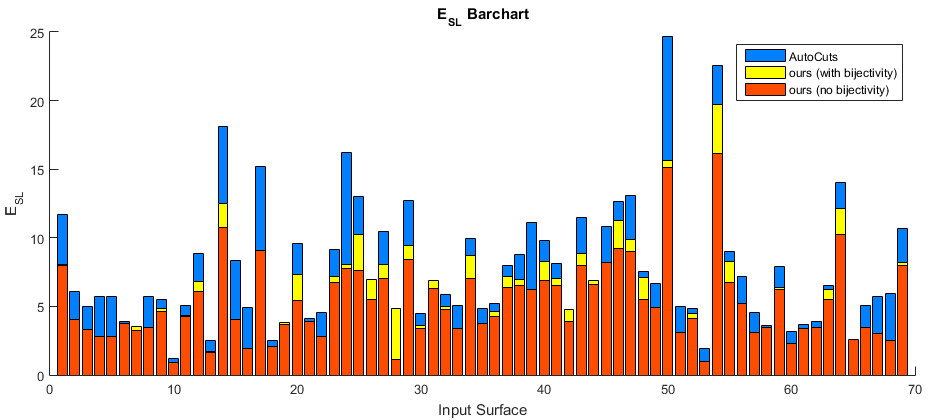 E_SL Barchart
25
20
15
10
5
0
E_SL
AutoCuts
ours (with bijectivity)
ours (no bijectivity)
0 10 20 30 40 50 60 70
Input Surface